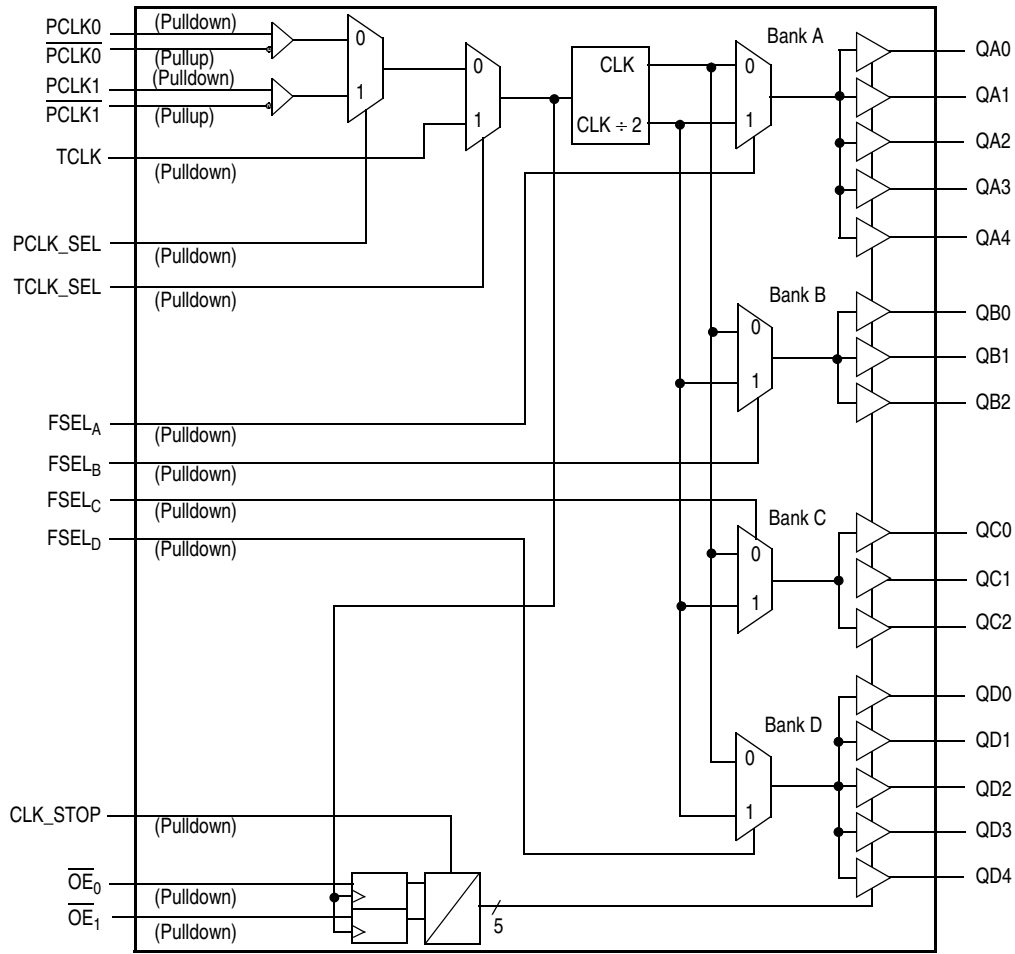 PCLK0 (Pulldown)
PCLK0 (Pullup)
PCLK1 (Pulldown)
PCLK1 (Pullup)
TCLK (Pulldown)
PCLK_SEL (Pulldown)
TCLK_SEL (Pulldown)
FSELA (Pulldown)
FSELB (Pulldown)
FSELC (Pulldown)
FSELD (Pulldown)
CLK_STOP (Pulldown)
OE0 (Pulldown)
OE1 (Pulldown)
0
1
0
1
CLK
CLK ÷ 2
5
Bank A
0
1
QA0
QA1
QA2
QA3
QA4
Bank B
0
1
QB0
QB1
QB2
Bank C
0
1
QC0
QC1
QC2
Bank D
0
1
QD0
QD1
QD2
QD3
QD4